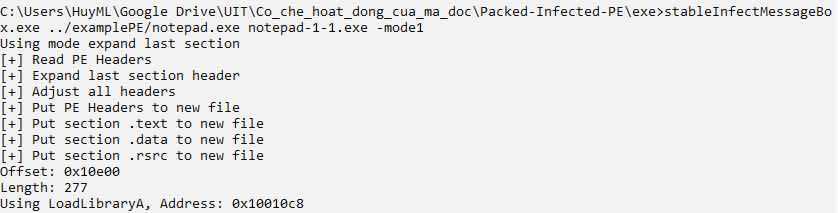 C:\Users\HuyML\Google Drive\UIT\Co_che_hoat_dong_cua_ma_doc\Packed-Infected-PE\exe>stableInfectMessageBo
x.exe ../examplePE/notepad.exe notepad-1-1.exe -mode1
Using mode expand last section
[+] Read PE Headers
[+] Expand last section header
[+] Adjust all headers
[+] Put PE Headers to new file
[+] Put section .text to new file
[+] Put section .data to new file
[+] Put section .rsrc to new file
Offset: 0x10e00
Length: 277
Using LoadLibraryA, Address: 0x10010c8